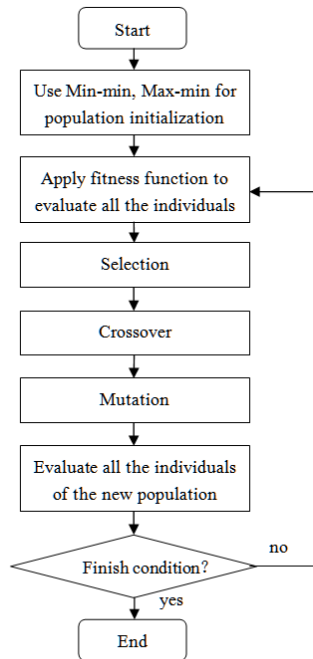 Start
Use Min-min, Max-min for
population initialization
Apply fitness function to
evaluate all the individuals
Selection
Crossover
Mutation
Evaluate all the individuals
of the new population
Finish condition?
no
yes
End